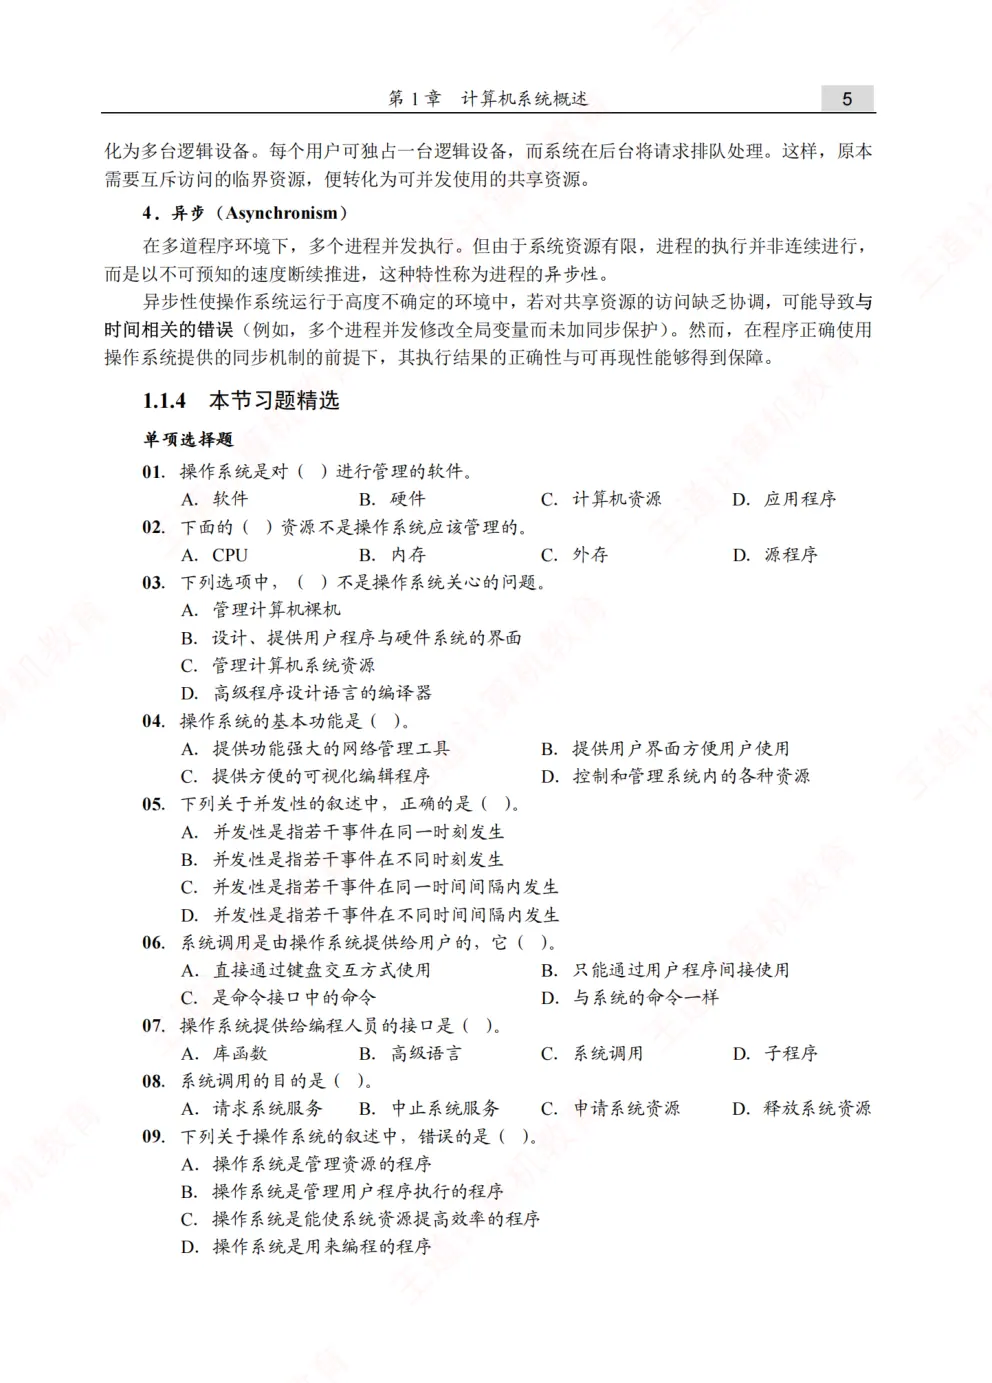 第 1 章　计算机系统概述　5
化为多台逻辑设备。每个用户可独占一台逻辑设备，而系统在后台将请求排队处理。这样，原本
需要互斥访问的临界资源，便转化为可并发使用的共享资源。
4．异步（Asynchronism）
在多道程序环境下，多个进程并发执行。但由于系统资源有限，进程的执行并非连续进行，
而是以不可预知的速度断续推进，这种特性称为进程的异步性。
异步性使操作系统运行于高度不确定的环境中，若对共享资源的访问缺乏协调，可能导致与
时间相关的错误（例如，多个进程并发修改全局变量而未加同步保护）。然而，在程序正确使用
操作系统提供的同步机制的前提下，其执行结果的正确性与可再现性能够得到保障。
1.1.4　本节习题精选
单项选择题
01. 操作系统是对（　）进行管理的软件。
A. 软件　B. 硬件　C. 计算机资源　D. 应用程序
02. 下面的（　）资源不是操作系统应该管理的。
A. CPU　B. 内存　C. 外存　D. 源程序
03. 下列选项中，（　）不是操作系统关心的问题。
A. 管理计算机裸机
B. 设计、提供用户程序与硬件系统的界面
C. 管理计算机系统资源
D. 高级程序设计语言的编译器
04. 操作系统的基本功能是（　）。
A. 提供功能强大的网络管理工具　B. 提供用户界面方便用户使用
C. 提供方便的可视化编辑程序　D. 控制和管理系统内的各种资源
05. 下列关于并发性的叙述中，正确的是（　）。
A. 并发性是指若干事件在同一时刻发生
B. 并发性是指若干事件在不同时刻发生
C. 并发性是指若干事件在同一时间间隔内发生
D. 并发性是指若干事件在不同时间间隔内发生
06. 系统调用是由操作系统提供给用户的，它（　）。
A. 直接通过键盘交互方式使用　B. 只能通过用户程序间接使用
C. 是命令接口中的命令　D. 与系统的命令一样
07. 操作系统提供给编程人员的接口是（　）。
A. 库函数　B. 高级语言　C. 系统调用　D. 子程序
08. 系统调用的目的是（　）。
A. 请求系统服务　B. 中止系统服务　C. 申请系统资源　D. 释放系统资源
09. 下列关于操作系统的叙述中，错误的是（　）。
A. 操作系统是管理资源的程序
B. 操作系统是管理用户程序执行的程序
C. 操作系统是能使系统资源提高效率的程序
D. 操作系统是用来编程的程序